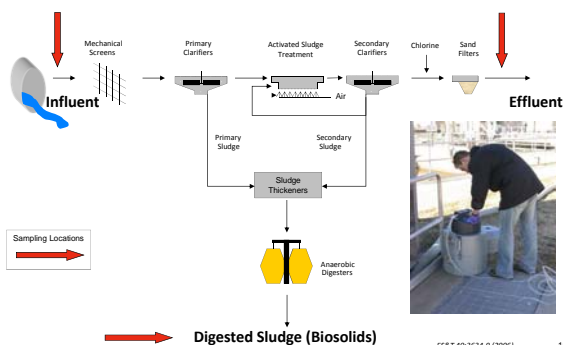 Mechanical
Screens
Primary
Clarifiers
Activated Sludge
Treatment
Secondary
Clarifiers
Chlorine
Sand
Filters
Influent
Air
Effluent
Primary
Sludge
Secondary
Sludge
Sludge
Thickeners
Sampling Locations
Anaerobic
Digesters
Digested Sludge (Biosolids)
1